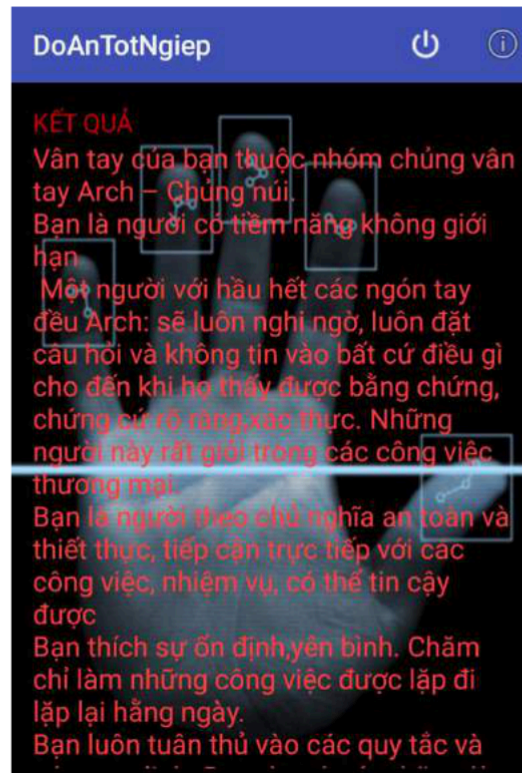 DoAnTotNgiep
KẾT QUẢ
Vân tay của bạn thuộc nhóm chủng vân
tay Arch – Chủng núi.
Bạn là người có tiềm năng không giới
hạn
Một người với hầu hết các ngón tay
đều Arch: sẽ luôn nghi ngờ, luôn đặt
câu hỏi và không tin vào bất cứ điều gì
cho đến khi họ thấy được bằng chứng,
chứng cứ rõ ràng,xác thực. Những
người này rất giỏi trong các công việc
thương mại.
Bạn là người theo chủ nghĩa an toàn và
thiết thực, tiếp cận trực tiếp với các
công việc, nhiệm vụ, có thể tin cậy
được
Bạn thích sự ổn định,yên bình. Chăm
chỉ làm những công việc được lặp đi
lặp lại hằng ngày.
Bạn luôn tuân thủ vào các quy tắc và